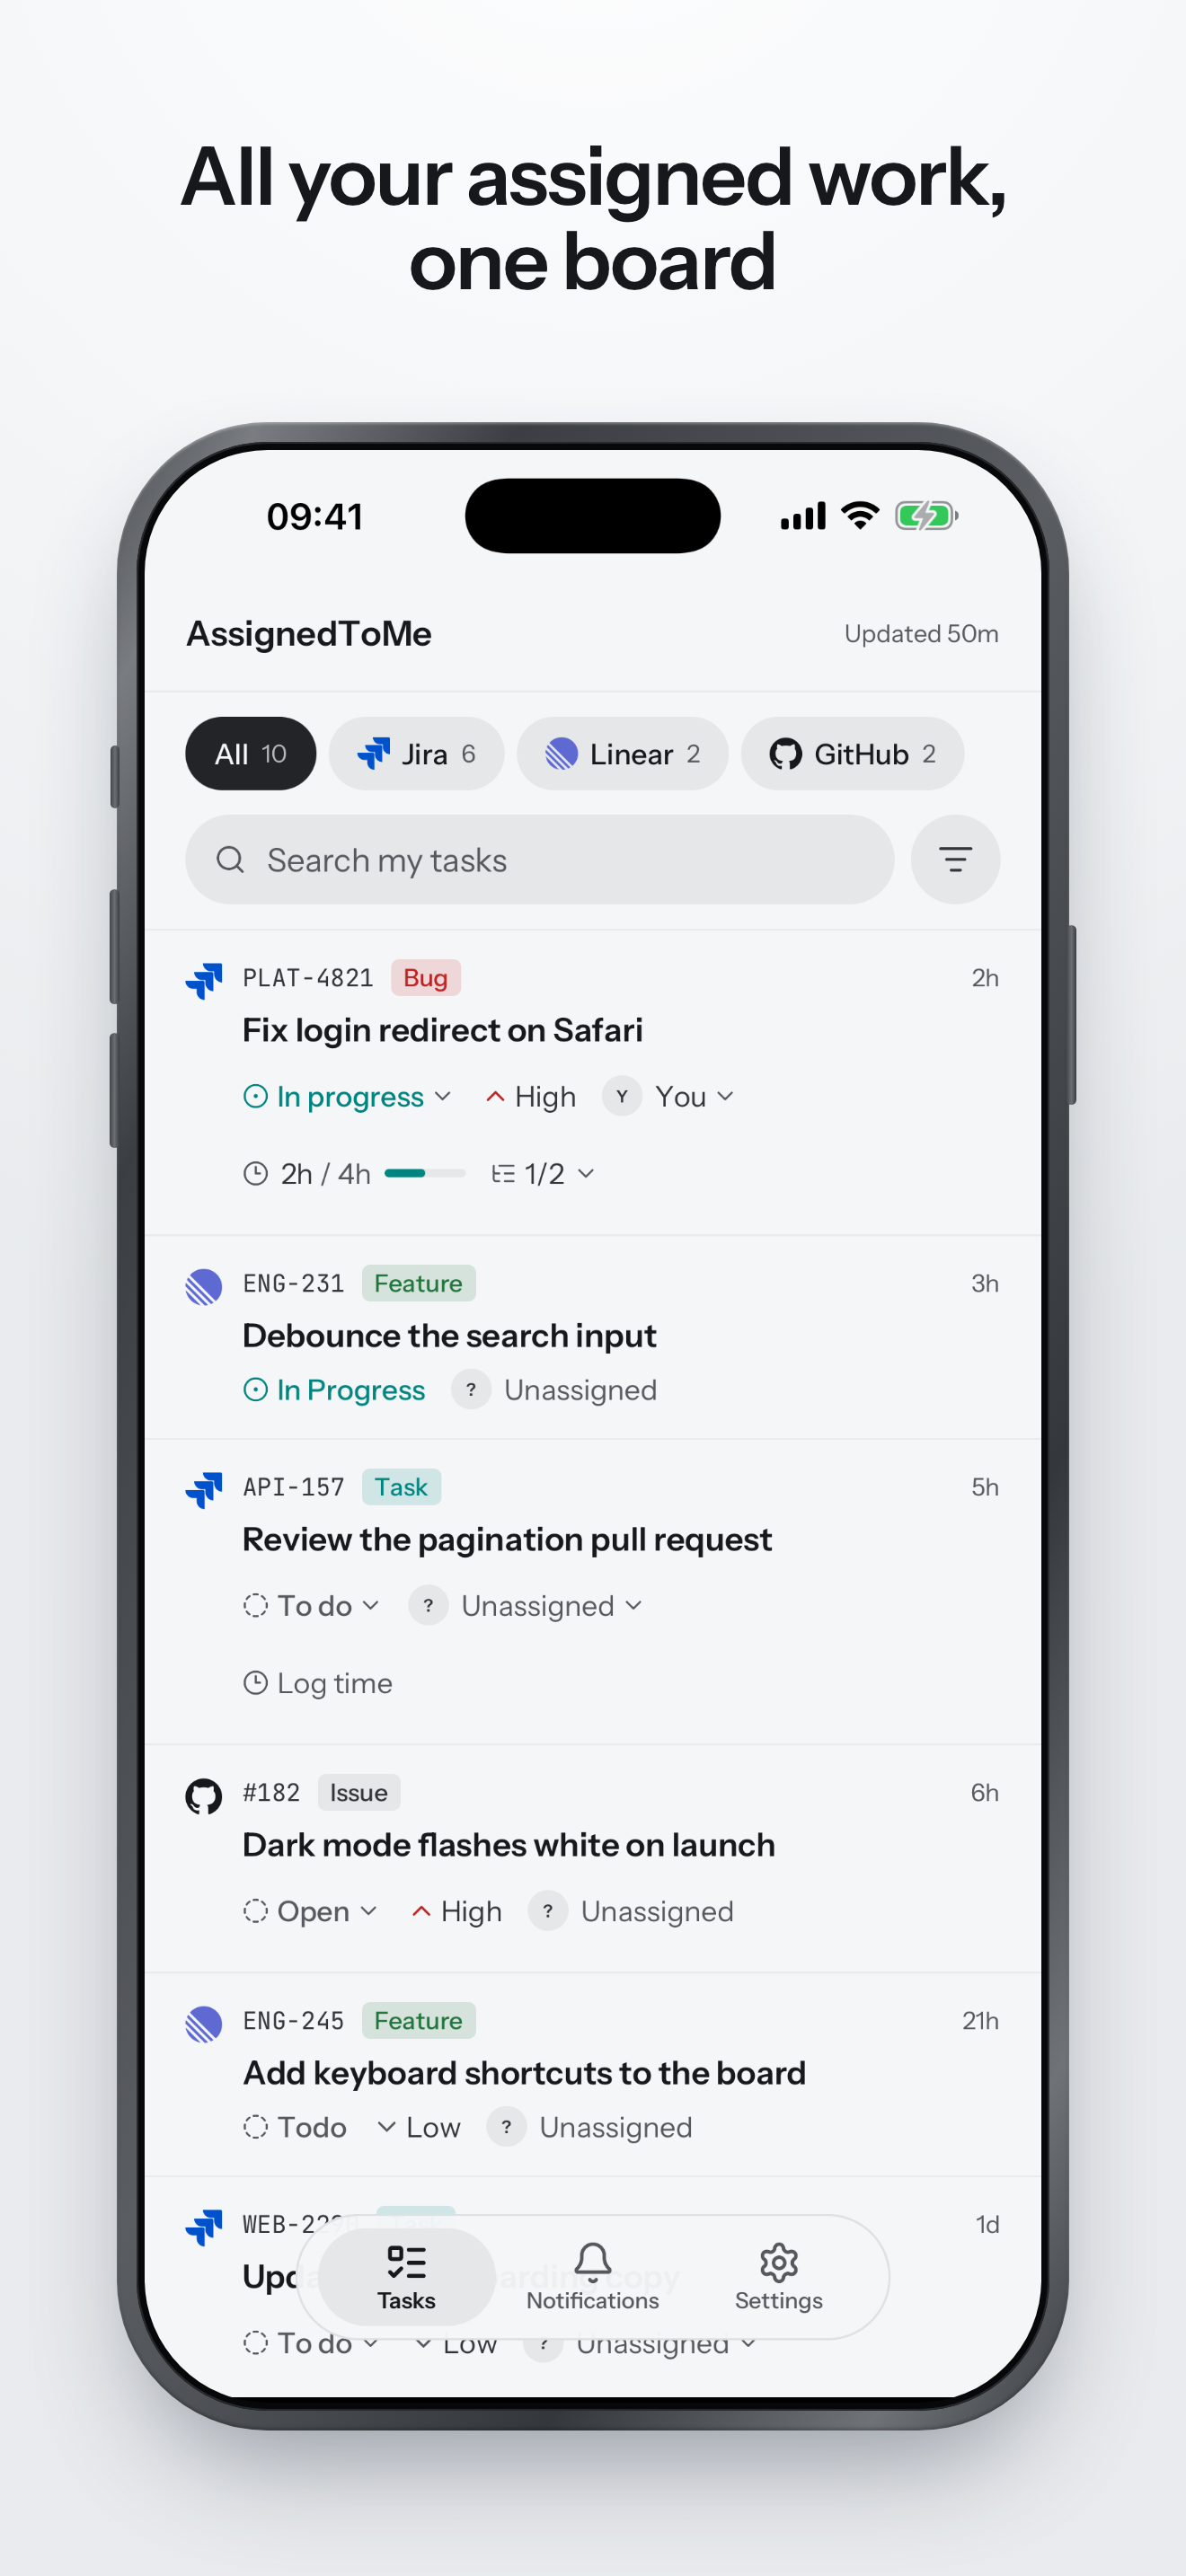 All your assigned work,
one board
09:41
AssignedToMe
Updated 50m
All 10
Jira 6
Linear 2
GitHub 2
Search my tasks
PLAT-4821 Bug 2h
Fix login redirect on Safari
In progress High Y You
2h / 4h 1/2
ENG-231 Feature 3h
Debounce the search input
In Progress ? Unassigned
API-157 Task 5h
Review the pagination pull request
To do ? Unassigned
Log time
#182 Issue 6h
Dark mode flashes white on launch
Open High ? Unassigned
ENG-245 Feature 21h
Add keyboard shortcuts to the board
Todo Low ? Unassigned
1d
copy
Tasks Notifications Settings
To do Low ? Unassigned